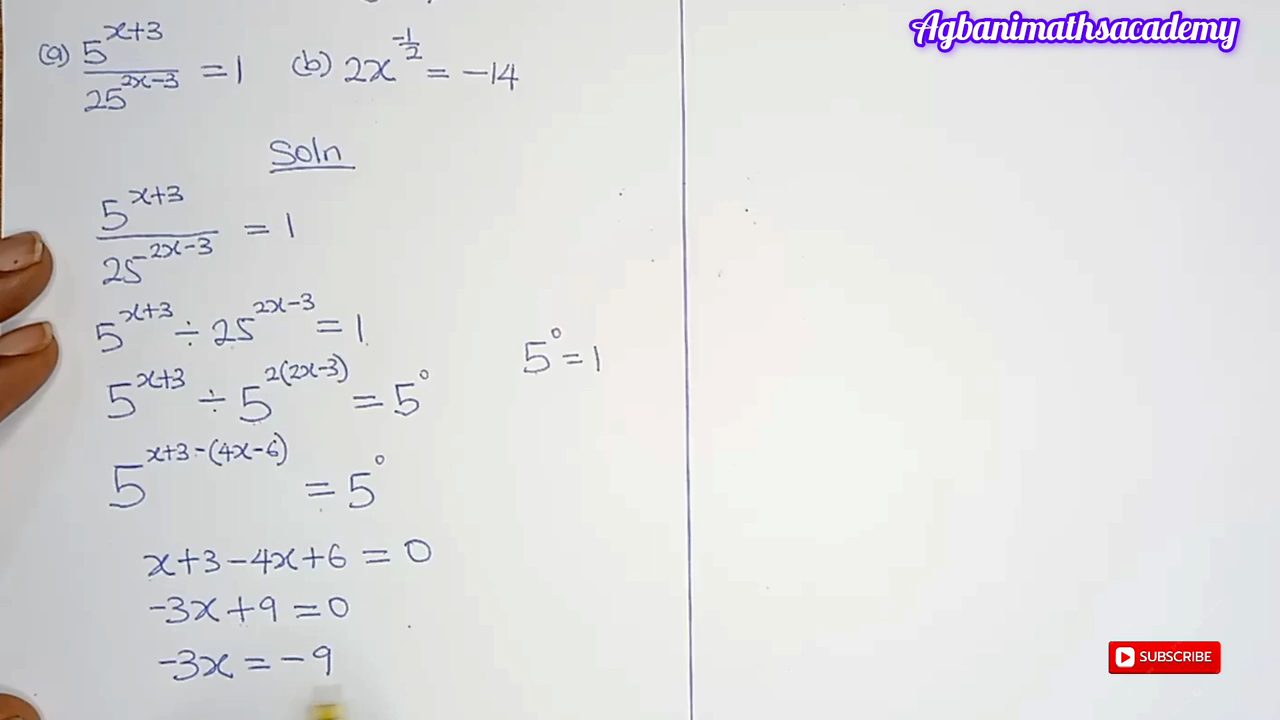 Agbanimathsacademy
(a) 5^{x+3}/25^{2x-3} = 1 (b) 2x^{-1/2} = -14
Soln
5^{x+3}/25^{2x-3} = 1
5^{x+3} ÷ 25^{2x-3} = 1
5^{x+3} ÷ 5^{2(2x-3)} = 5^0
5^0 = 1
5^{x+3-(4x-6)} = 5^0
x+3-4x+6 = 0
-3x+9 = 0
-3x = -9
SUBSCRIBE